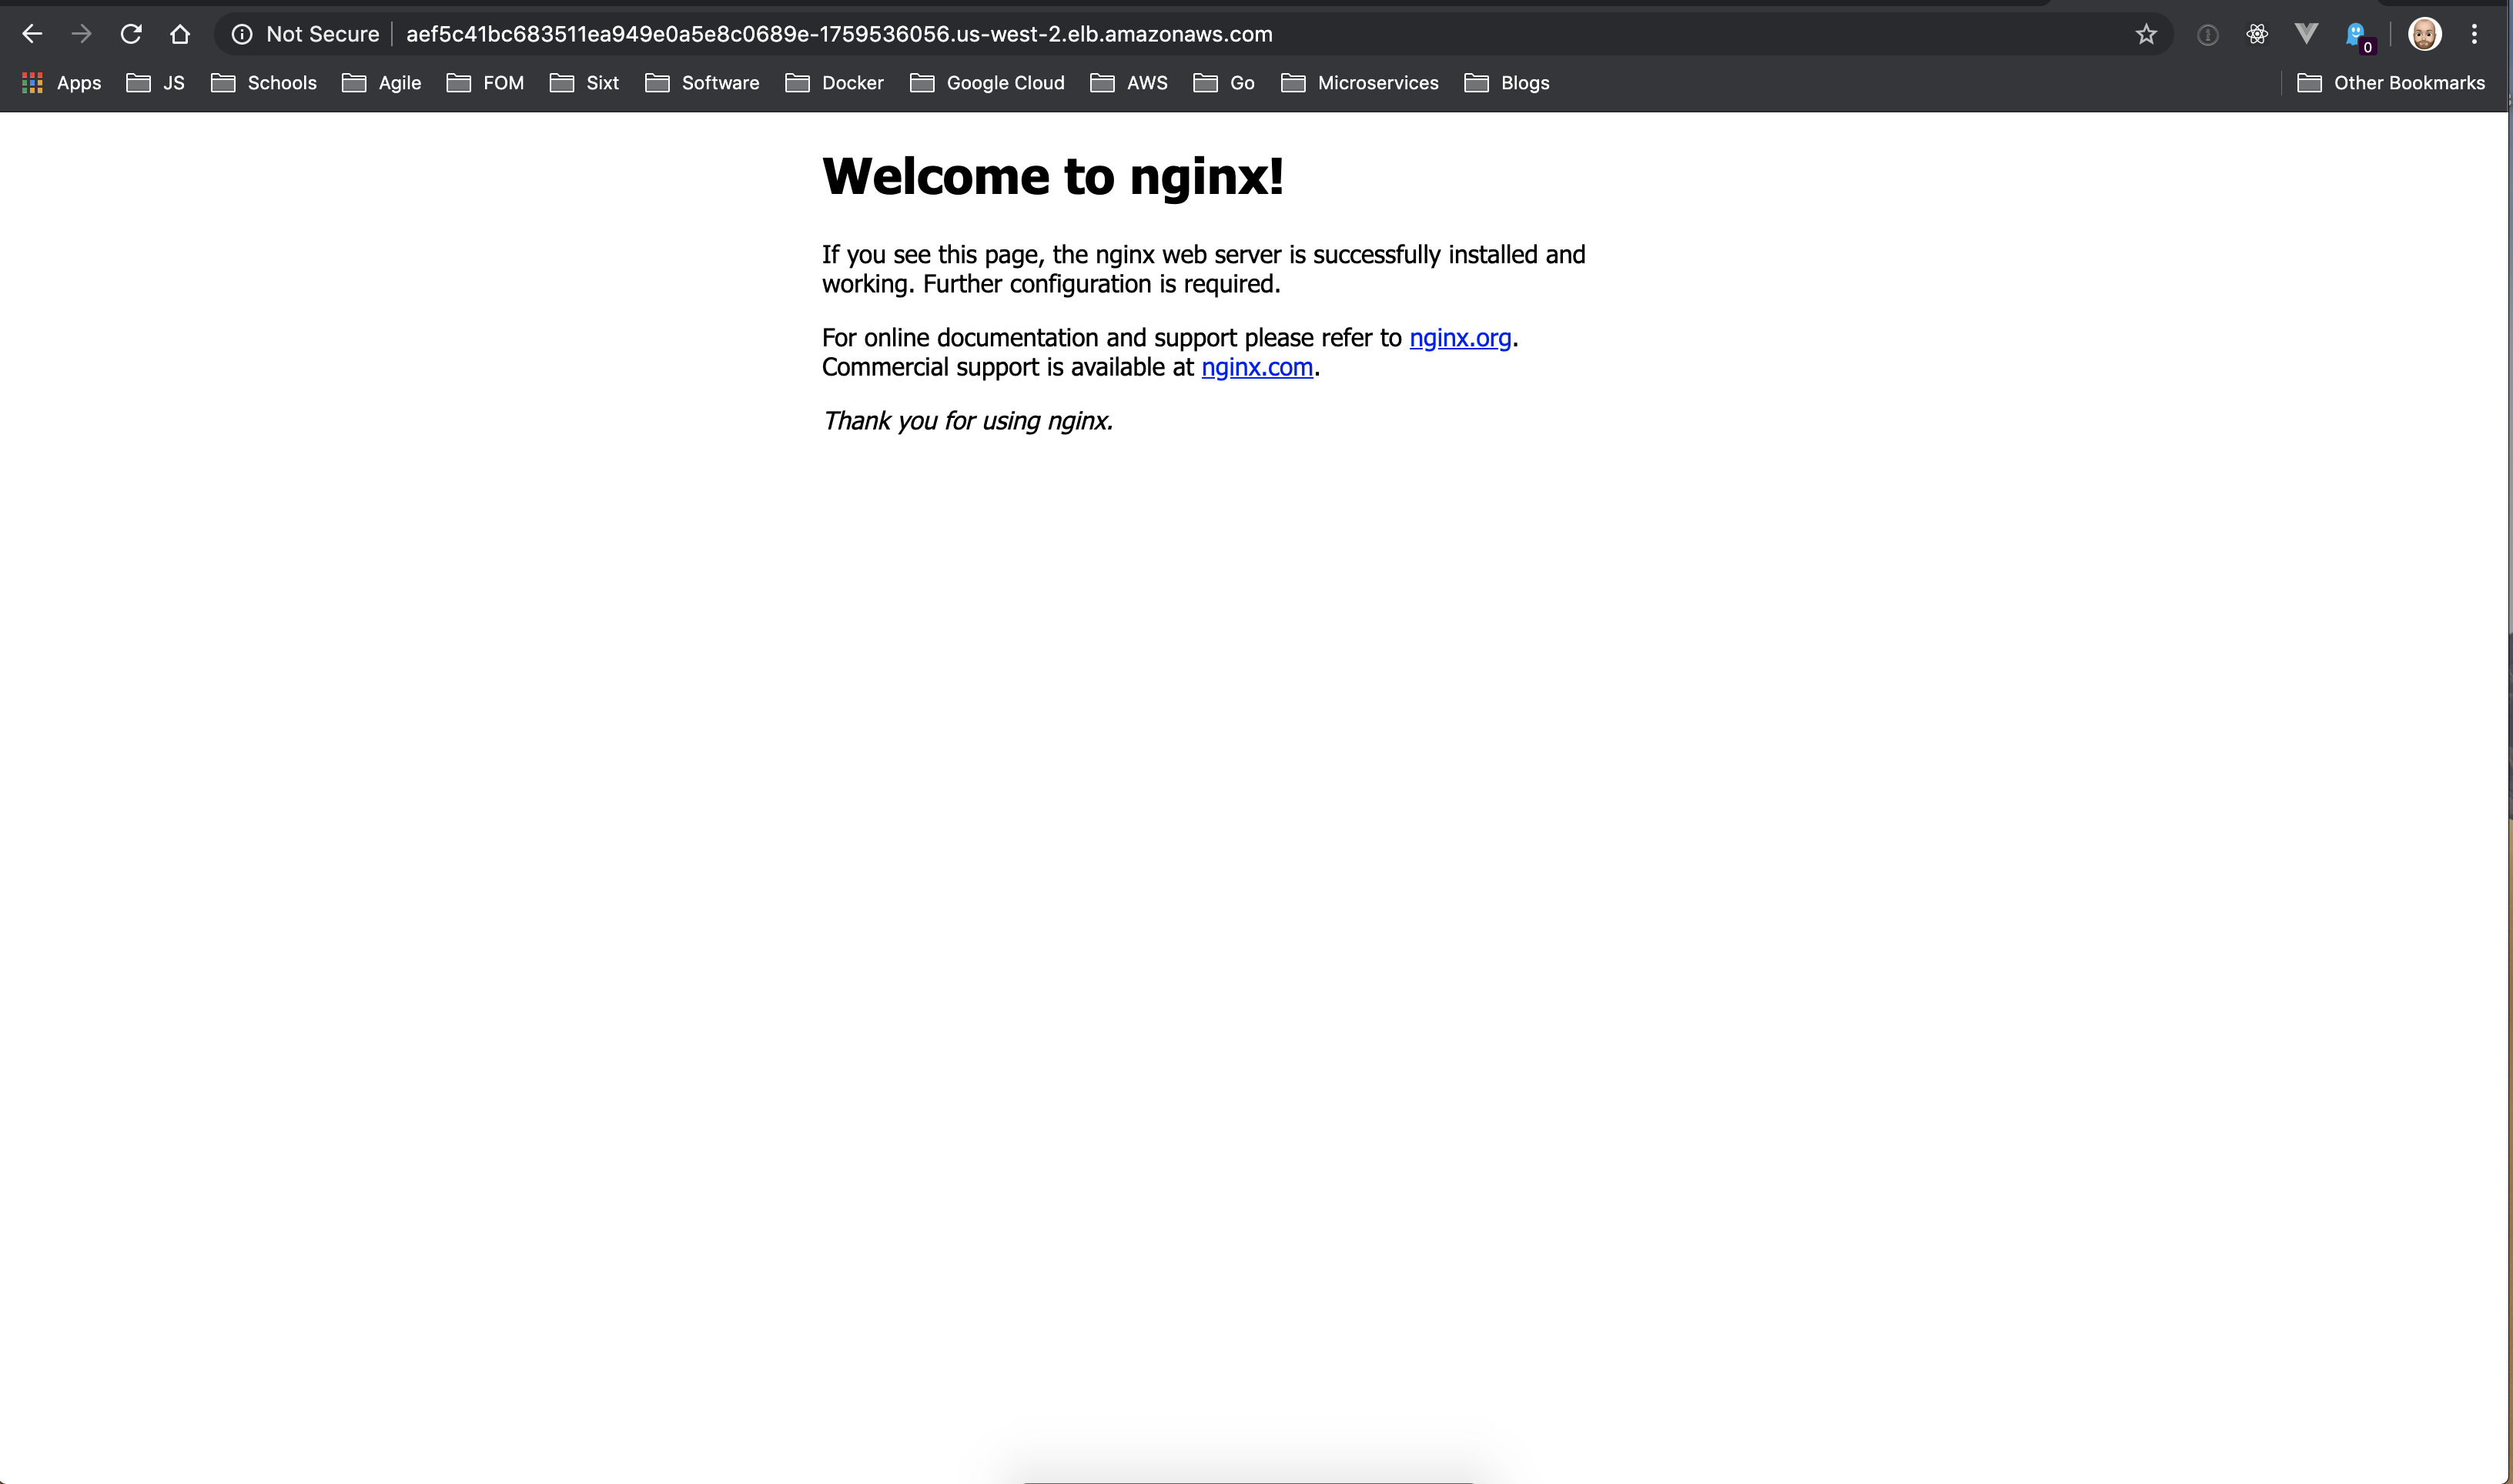 Not Secure aef5c41bc683511ea949e0a5e8c0689e-1759536056.us-west-2.elb.amazonaws.com
0
Apps JS Schools Agile FOM Sixt Software Docker Google Cloud AWS Go Microservices Blogs Other Bookmarks
Welcome to nginx!
If you see this page, the nginx web server is successfully installed and
working. Further configuration is required.
For online documentation and support please refer to nginx.org.
Commercial support is available at nginx.com.
Thank you for using nginx.